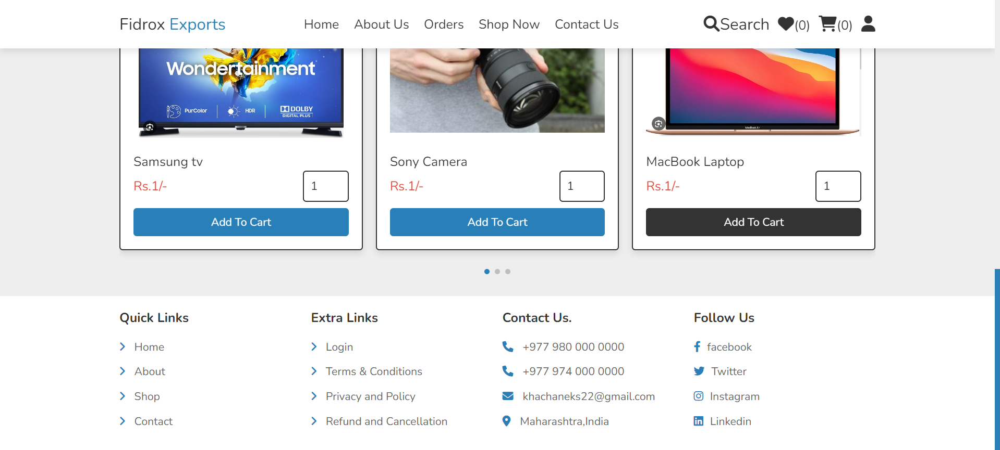 Fidrox Exports
Home About Us Orders Shop Now Contact Us
Search (0) (0)
Wondertainment
PurColor HDR DOLBY
DIGITAL PLUS
MacBook Air
Samsung tv
Rs.1/- 1
Add To Cart
Sony Camera
Rs.1/- 1
Add To Cart
MacBook Laptop
Rs.1/- 1
Add To Cart
Quick Links
Home
About
Shop
Contact
Extra Links
Login
Terms & Conditions
Privacy and Policy
Refund and Cancellation
Contact Us.
+977 980 000 0000
+977 974 000 0000
khachaneks22@gmail.com
Maharashtra,India
Follow Us
facebook
Twitter
Instagram
Linkedin